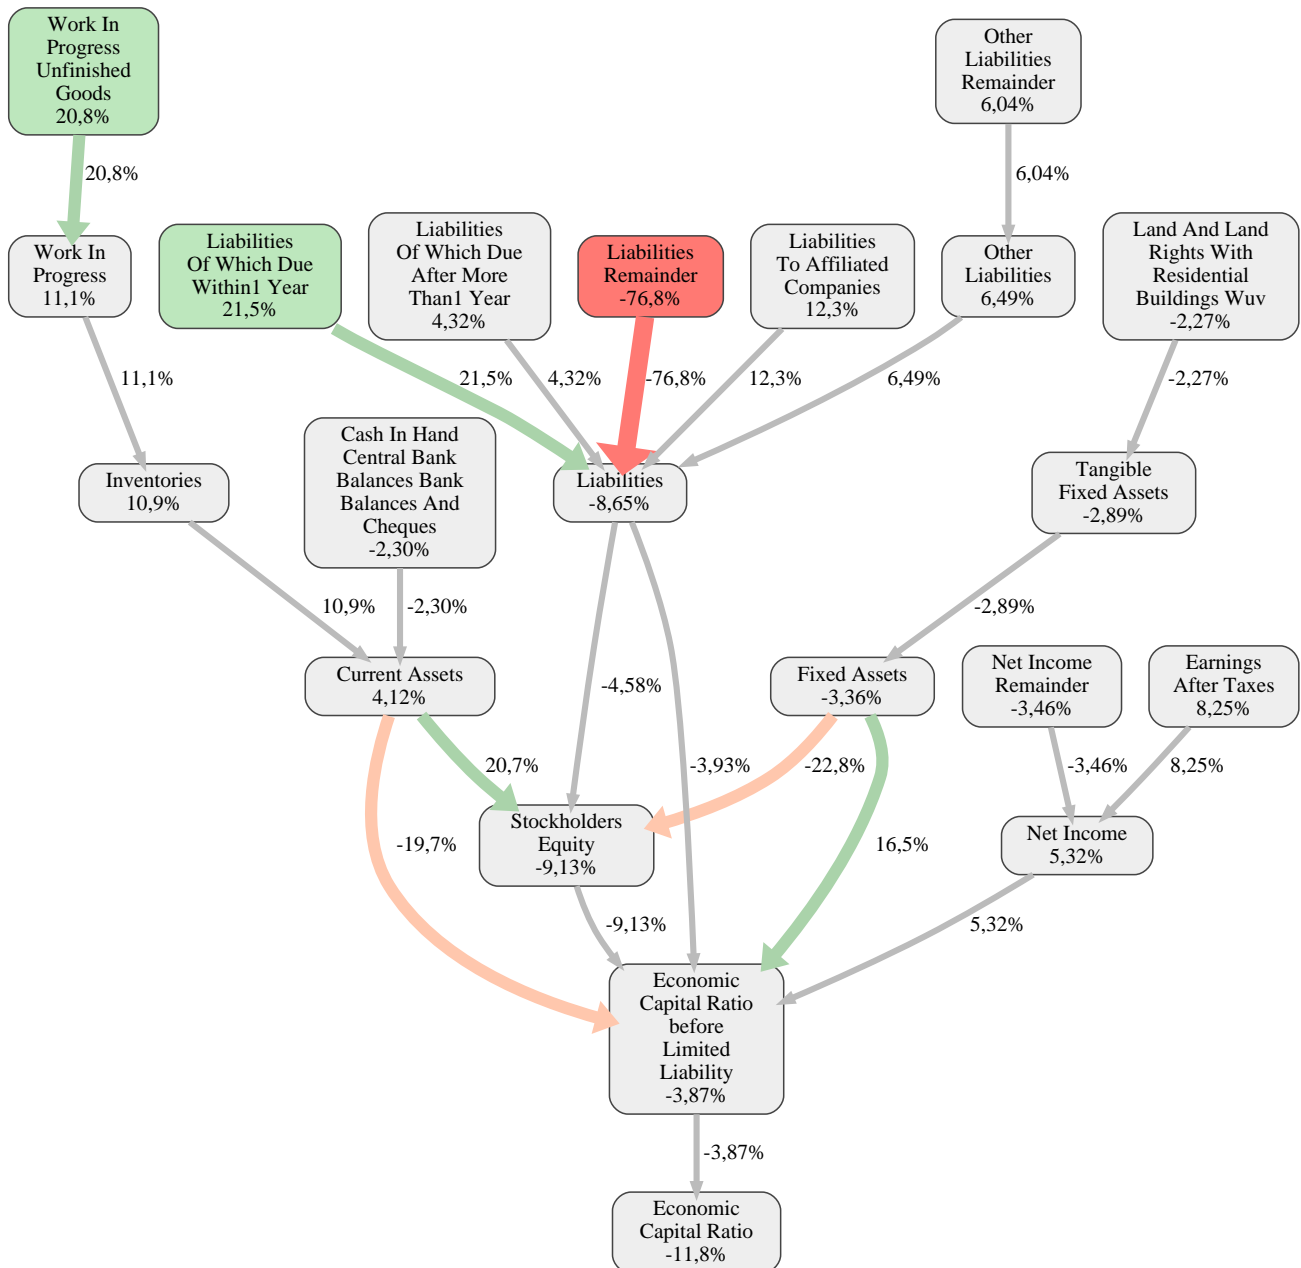 Work In
Progress
Unfinished
Goods
20,8%
Other
Liabilities
Remainder
6,04%
20,8%
6,04%
Work In
Progress
11,1%
Liabilities
Of Which Due
Within1 Year
21,5%
Liabilities
Of Which Due
After More
Than1 Year
4,32%
Liabilities
Remainder
-76,8%
Liabilities
To Affiliated
Companies
12,3%
Other
Liabilities
6,49%
Land And Land
Rights With
Residential
Buildings Wuv
-2,27%
11,1%
21,5%
4,32%
-76,8%
12,3%
6,49%
-2,27%
Inventories
10,9%
Cash In Hand
Central Bank
Balances Bank
Balances And
Cheques
-2,30%
Liabilities
-8,65%
Tangible
Fixed Assets
-2,89%
10,9%
-2,30%
-2,89%
Current Assets
4,12%
-4,58%
Fixed Assets
-3,36%
Net Income
Remainder
-3,46%
Earnings
After Taxes
8,25%
20,7%
-3,93%
-22,8%
-3,46%
8,25%
-19,7%
Stockholders
Equity
-9,13%
16,5%
Net Income
5,32%
-9,13%
5,32%
Economic
Capital Ratio
before
Limited
Liability
-3,87%
-3,87%
Economic
Capital Ratio
-11,8%